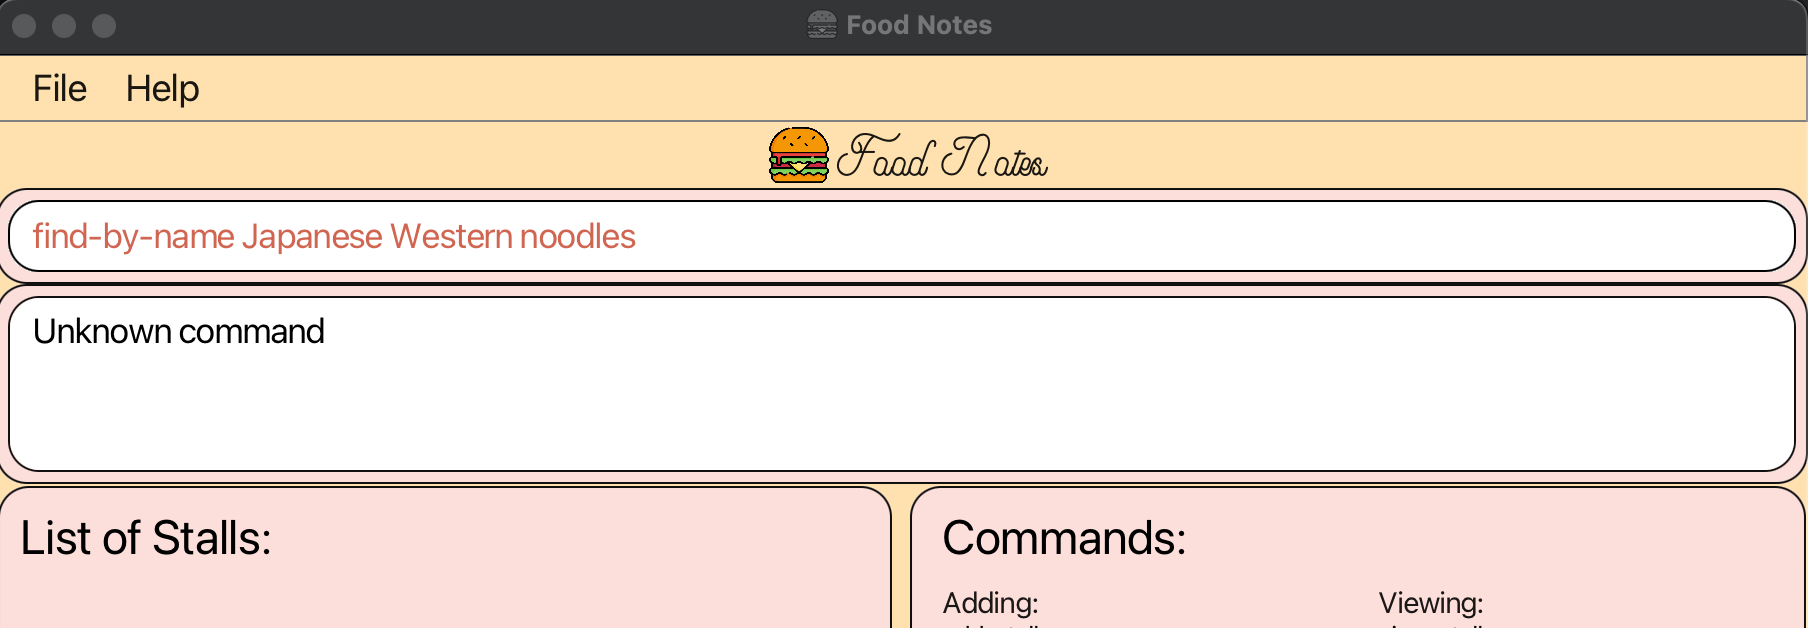 Food Notes
File Help
Food Notes
find-by-name Japanese Western noodles
Unknown command
List of Stalls:
Commands:
Adding:
Viewing: